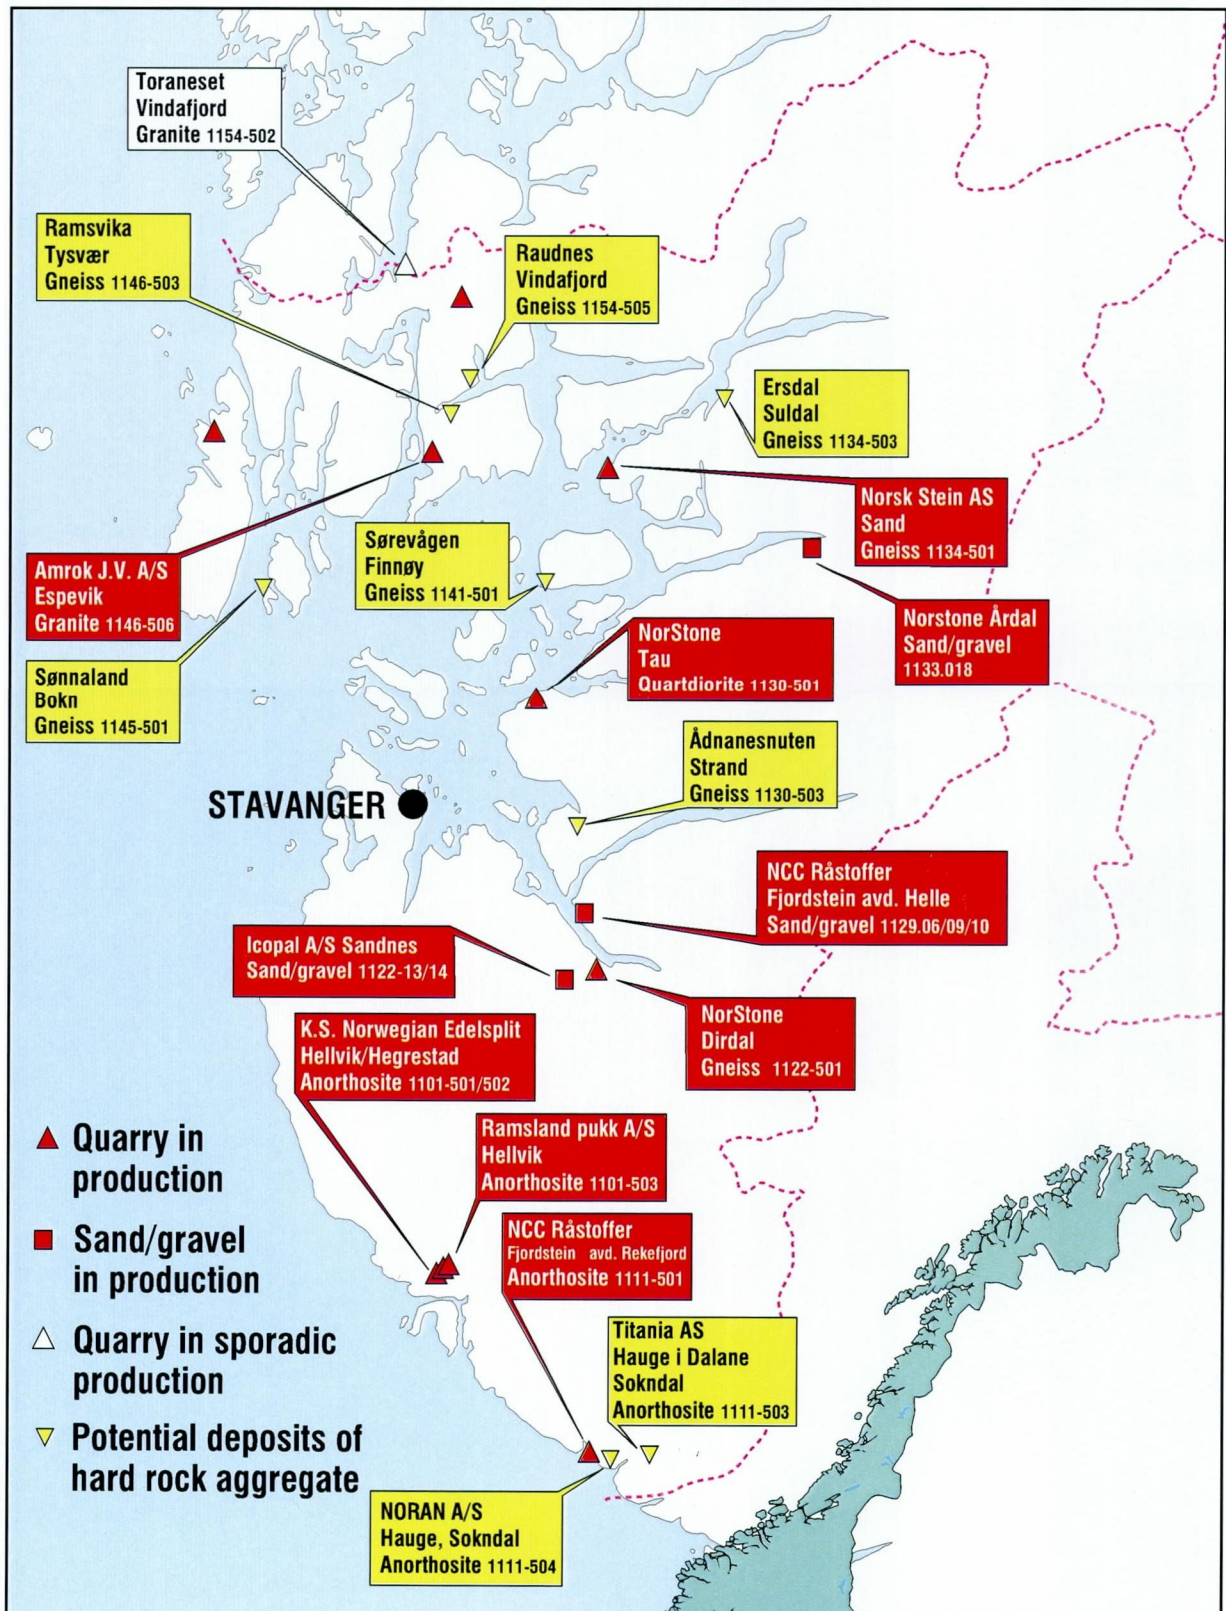 Toraneset
Vindafjord
Granite 1154-502
Ramsvika
Tysvær
Gneiss 1146-503
Raudnes
Vindafjord
Gneiss 1154-505
Ersdal
Suldal
Gneiss 1134-503
Norsk Stein AS
Sand
Gneiss 1134-501
Amrok J.V. A/S
Espevik
Granite 1146-506
Sørevågen
Finnøy
Gneiss 1141-501
Norstone Årdal
Sand/gravel
1133.018
NorStone
Tau
Quartdiorite 1130-501
Sønnaland
Bokn
Gneiss 1145-501
Ådnanesnuten
Strand
Gneiss 1130-503
STAVANGER
NCC Råstoffer
Fjordstein avd. Helle
Sand/gravel 1129.06/09/10
Icopal A/S Sandnes
Sand/gravel 1122-13/14
NorStone
Dirdal
Gneiss 1122-501
K.S. Norwegian Edelsplit
Hellvik/Hegrestad
Anorthosite 1101-501/502
Ramsland pukk A/S
Hellvik
Anorthosite 1101-503
NCC Råstoffer
Fjordstein avd. Rekefjord
Anorthosite 1111-501
Titania AS
Hauge i Dalane
Sokndal
Anorthosite 1111-503
NORAN A/S
Hauge, Sokndal
Anorthosite 1111-504
Quarry in
production
Sand/gravel
in production
Quarry in sporadic
production
Potential deposits of
hard rock aggregate